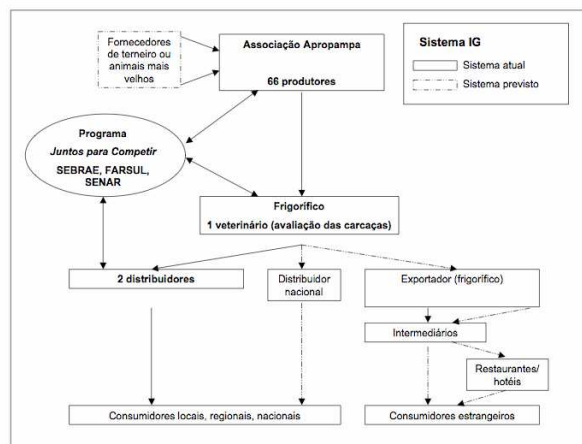 Fornecedores
de terneiro ou
animais mais
velhos
Associação Apropampa
66 produtores
Sistema IG
Sistema atual
Sistema previsto
Programa
Juntos para Competir
SEBRAE, FARSUL,
SENAR
Frigorífico
1 veterinário (avaliação das carcaças)
2 distribuidores
Distribuidor
nacional
Exportador (frigorífico)
Intermediários
Restaurantes/
hotéis
Consumidores locais, regionais, nacionais
Consumidores estrangeiros